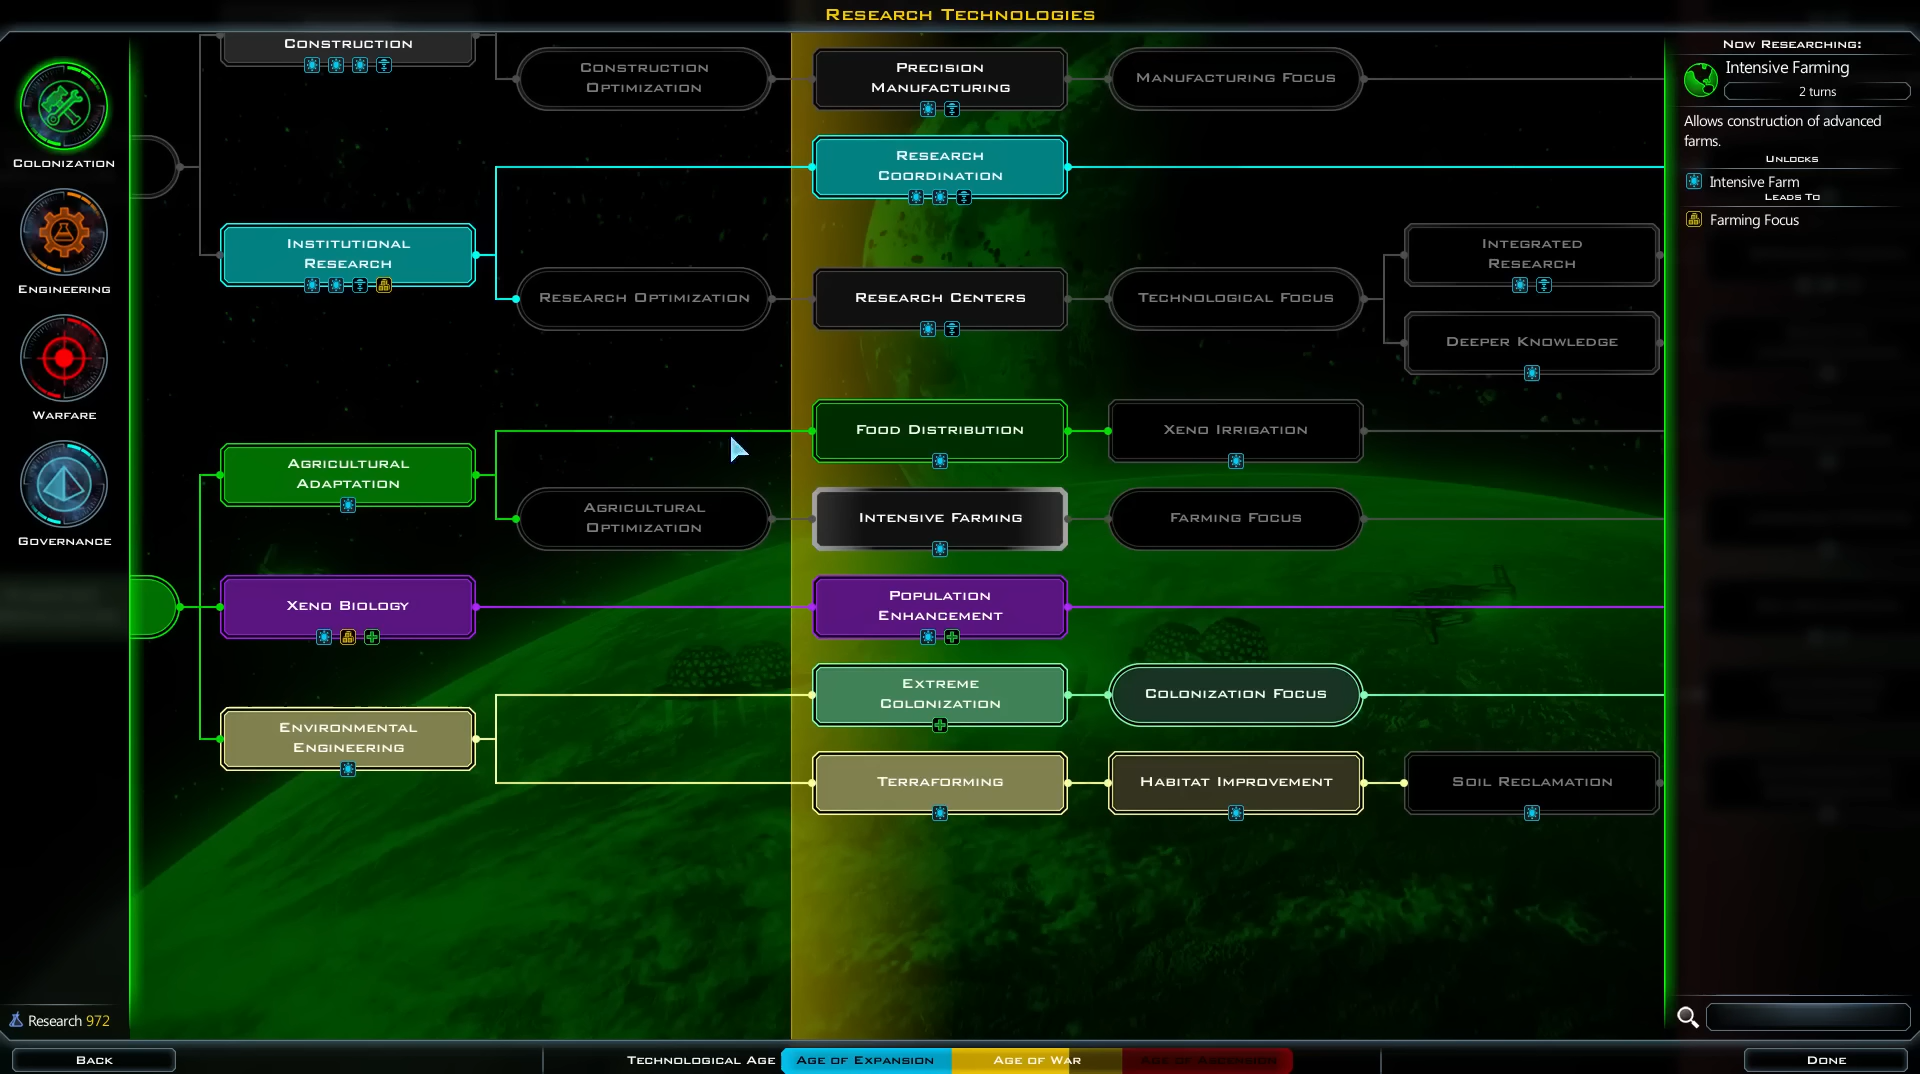 RESEARCH TECHNOLOGIES
COLONIZATION
ENGINEERING
WARFARE
GOVERNANCE
CONSTRUCTION
CONSTRUCTION
OPTIMIZATION
PRECISION
MANUFACTURING
MANUFACTURING FOCUS
RESEARCH
COORDINATION
INSTITUTIONAL
RESEARCH
RESEARCH OPTIMIZATION
RESEARCH CENTERS
TECHNOLOGICAL FOCUS
INTEGRATED
RESEARCH
DEEPER KNOWLEDGE
AGRICULTURAL
ADAPTATION
FOOD DISTRIBUTION
XENO IRRIGATION
AGRICULTURAL
OPTIMIZATION
INTENSIVE FARMING
FARMING FOCUS
XENO BIOLOGY
POPULATION
ENHANCEMENT
ENVIRONMENTAL
ENGINEERING
EXTREME
COLONIZATION
COLONIZATION FOCUS
TERRAFORMING
HABITAT IMPROVEMENT
SOIL RECLAMATION
NOW RESEARCHING:
Intensive Farming
2 turns
Allows construction of advanced
farms.
UNLOCKS
Intensive Farm
LEADS TO
Farming Focus
Research 972
BACK
TECHNOLOGICAL AGE
AGE OF EXPANSION
AGE OF WAR
AGE OF ASCENSION
DONE